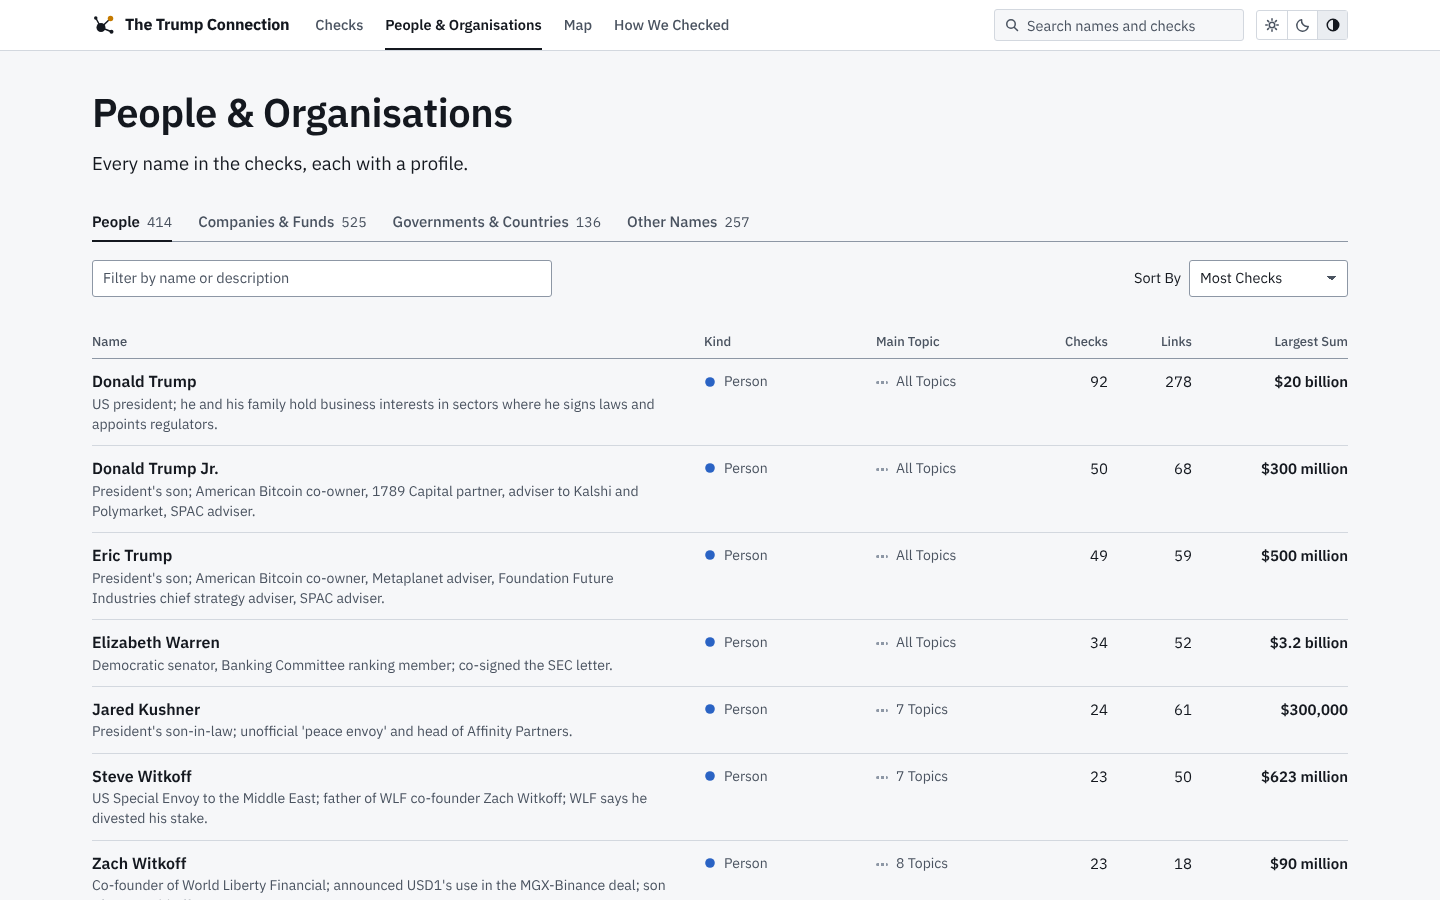 The Trump Connection
Checks
People & Organisations
Map
How We Checked
Search names and checks
People & Organisations
Every name in the checks, each with a profile.
People 414
Companies & Funds 525
Governments & Countries 136
Other Names 257
Filter by name or description
Sort By
Most Checks
Name Kind Main Topic Checks Links Largest Sum
Donald Trump Person All Topics 92 278 $20 billion
US president; he and his family hold business interests in sectors where he signs laws and
appoints regulators.
Donald Trump Jr. Person All Topics 50 68 $300 million
President's son; American Bitcoin co-owner, 1789 Capital partner, adviser to Kalshi and
Polymarket, SPAC adviser.
Eric Trump Person All Topics 49 59 $500 million
President's son; American Bitcoin co-owner, Metaplanet adviser, Foundation Future
Industries chief strategy adviser, SPAC adviser.
Elizabeth Warren Person All Topics 34 52 $3.2 billion
Democratic senator, Banking Committee ranking member; co-signed the SEC letter.
Jared Kushner Person 7 Topics 24 61 $300,000
President's son-in-law; unofficial 'peace envoy' and head of Affinity Partners.
Steve Witkoff Person 7 Topics 23 50 $623 million
US Special Envoy to the Middle East; father of WLF co-founder Zach Witkoff; WLF says he
divested his stake.
Zach Witkoff Person 8 Topics 23 18 $90 million
Co-founder of World Liberty Financial; announced USD1's use in the MGX-Binance deal; son